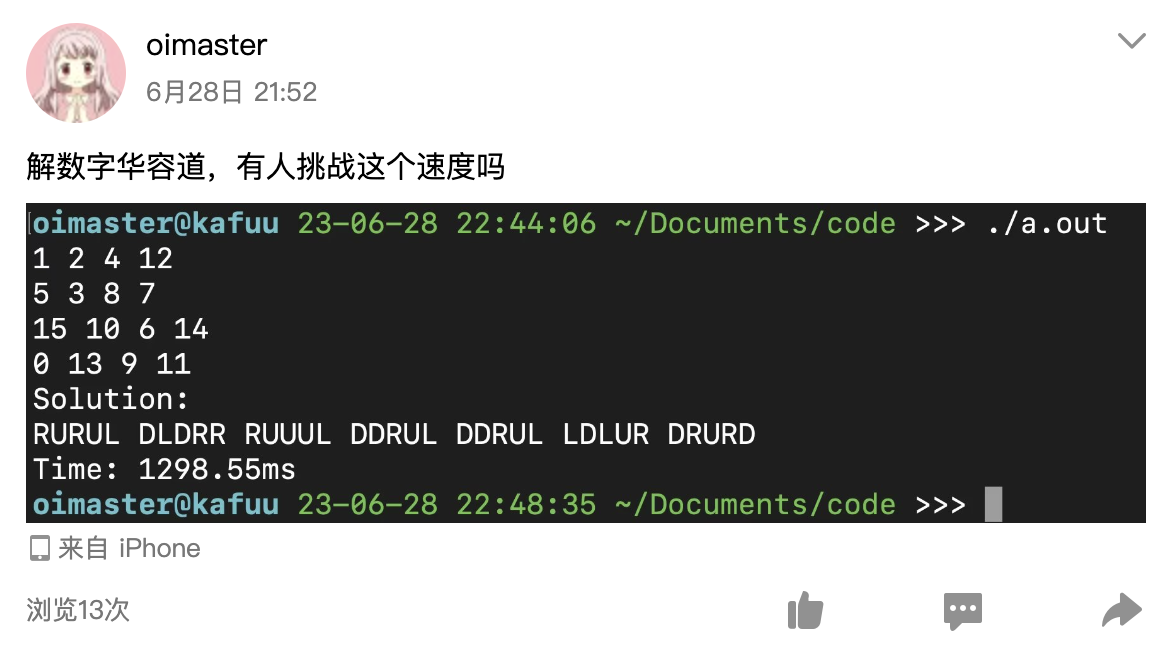 oimaster
6月28日 21:52
解数字华容道，有人挑战这个速度吗
[oimaster@kafuu 23-06-28 22:44:06 ~/Documents/code >>> ./a.out
1 2 4 12
5 3 8 7
15 10 6 14
0 13 9 11
Solution:
RURUL DLDRR RUUUL DDRUL DDRUL LDLUR DRURD
Time: 1298.55ms
oimaster@kafuu 23-06-28 22:48:35 ~/Documents/code >>>
来自 iPhone
浏览13次